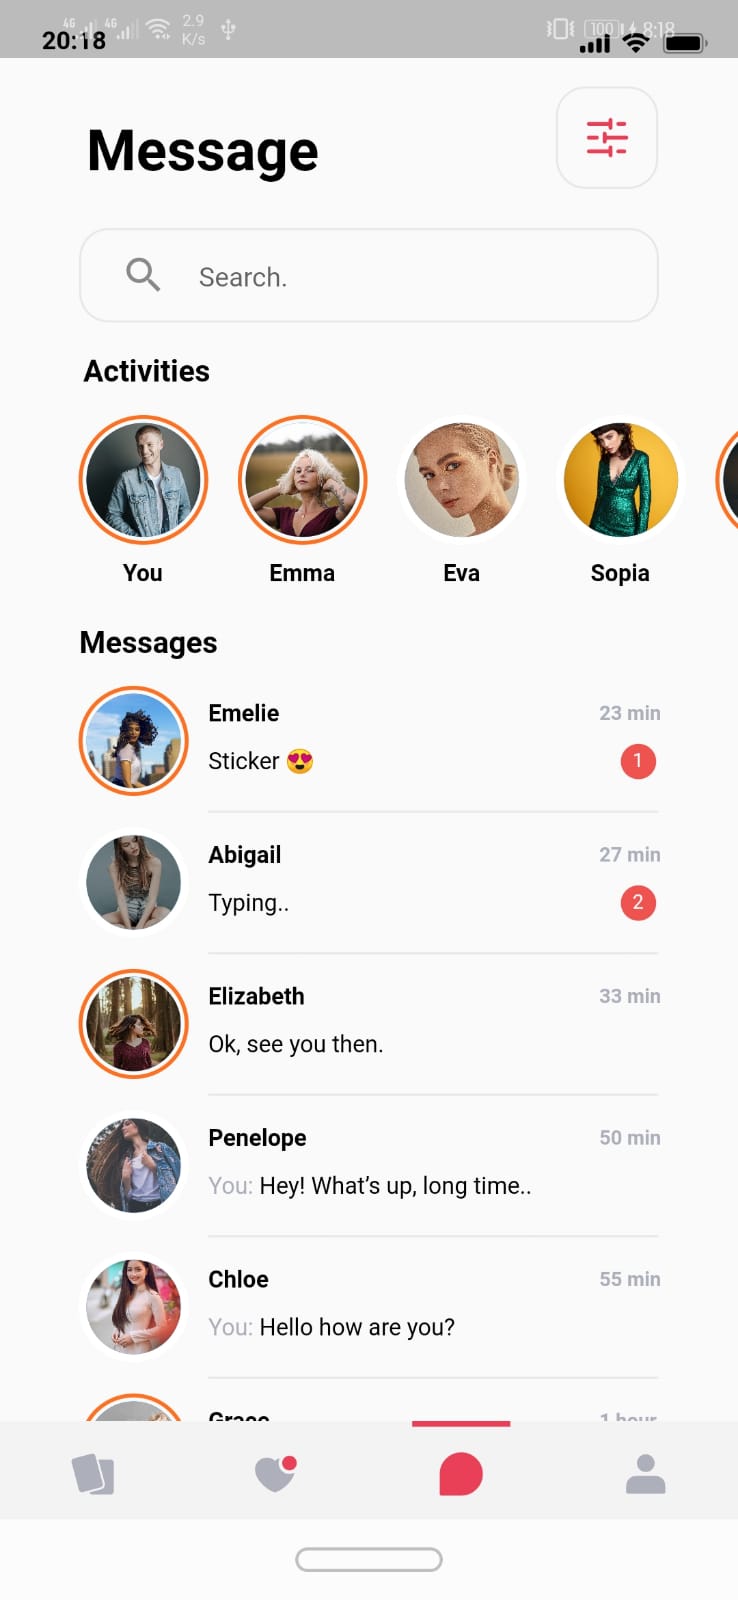 4G 4G 2.9 K/s 100 8:18
20:18
Message
Search.
Activities
You Emma Eva Sopia
Messages
Emelie 23 min
Sticker 😍 1
Abigail 27 min
Typing.. 2
Elizabeth 33 min
Ok, see you then.
Penelope 50 min
You: Hey! What’s up, long time..
Chloe 55 min
You: Hello how are you?
Grace 1 hour